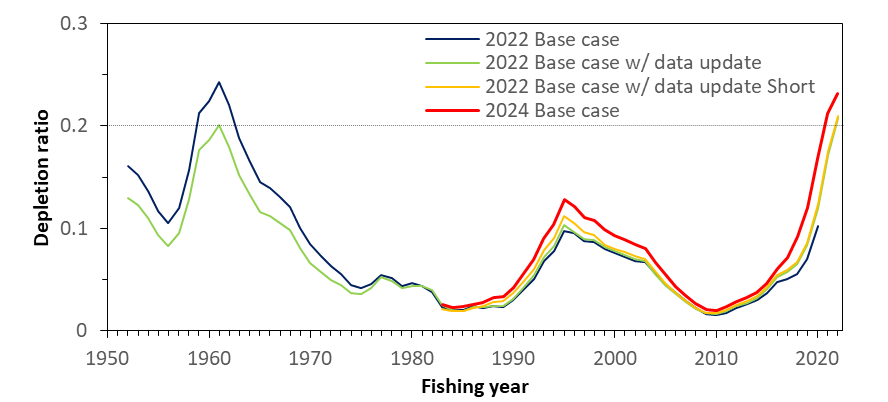 0.3
0.2
0.1
0
Depletion ratio
2022 Base case
2022 Base case w/ data update
2022 Base case w/ data update Short
2024 Base case
1950 1960 1970 1980 1990 2000 2010 2020
Fishing year